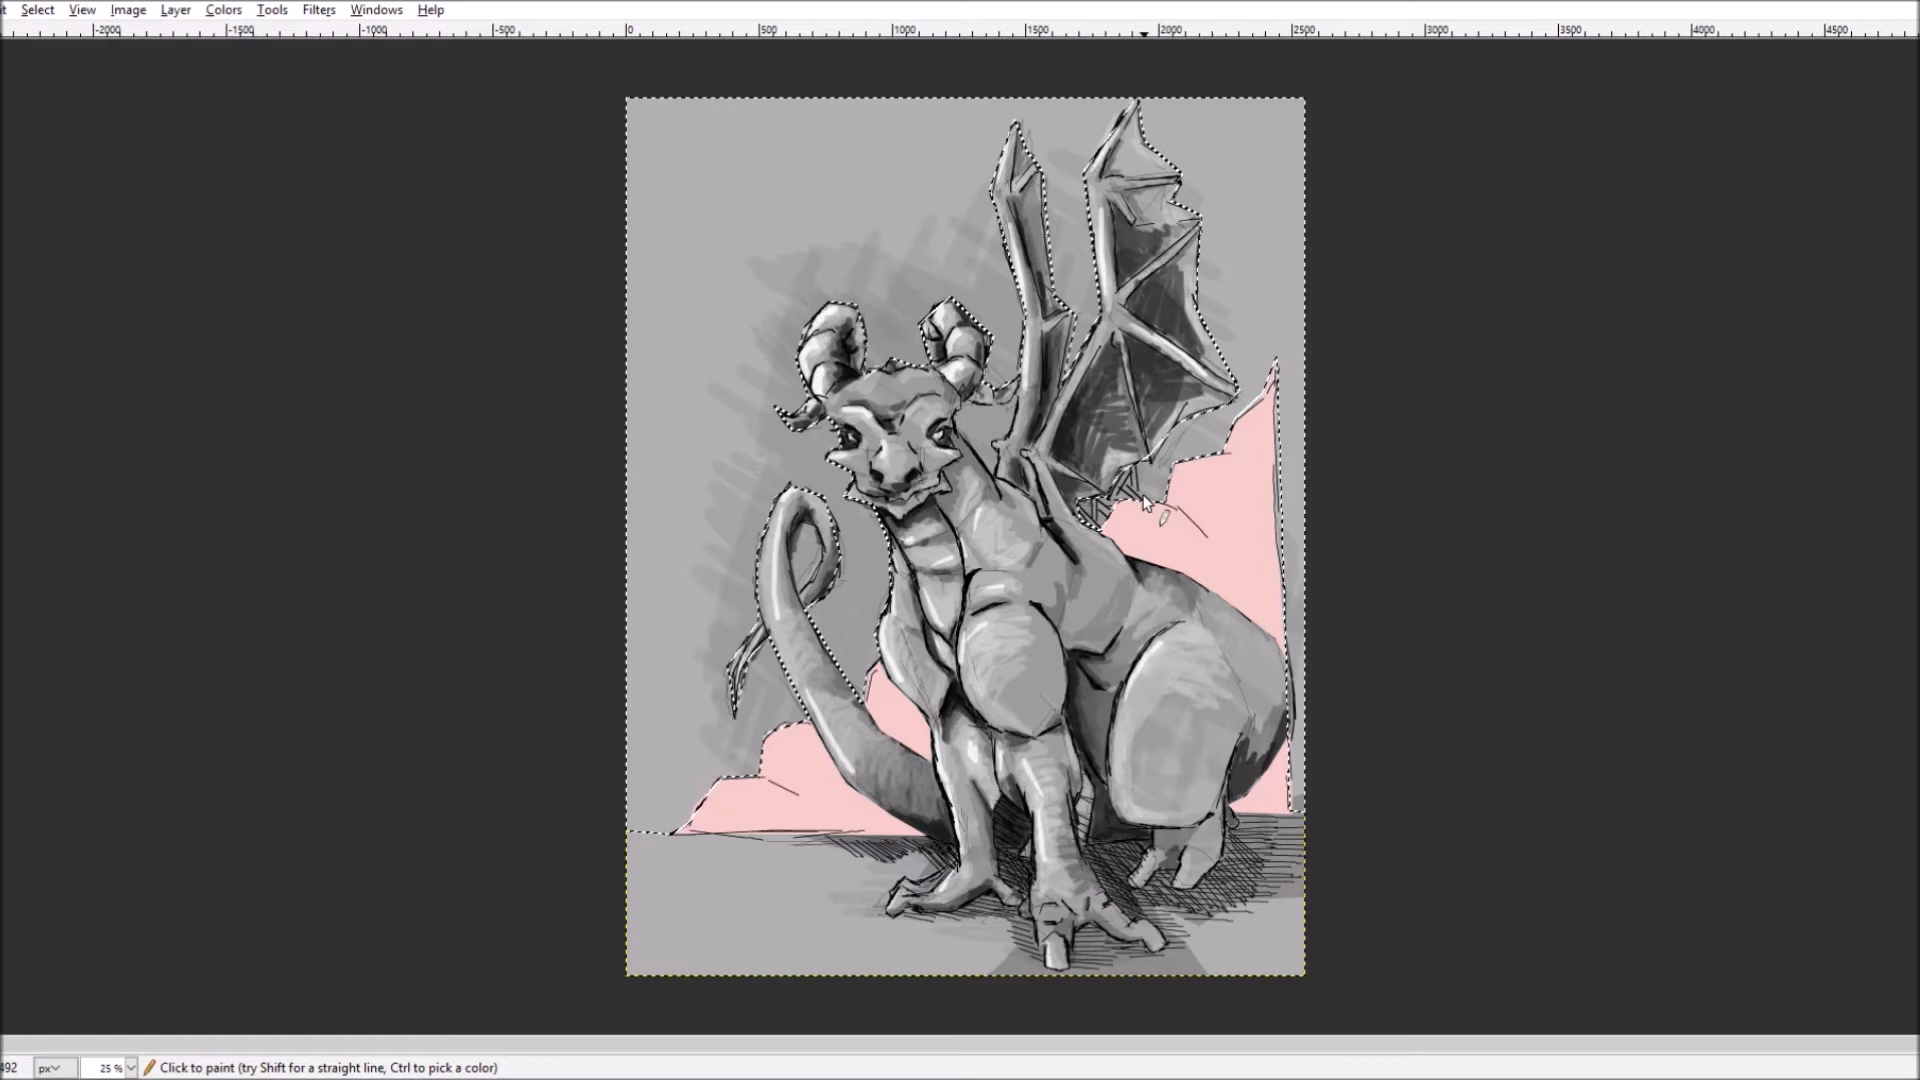 t Select View Image Layer Colors Tools Filters Windows Help
-2000 -1500 -1000 -500 0 500 1000 1500 2000 2500 3000 3500 4000 4500
492 px 25 % Click to paint (try Shift for a straight line, Ctrl to pick a color)